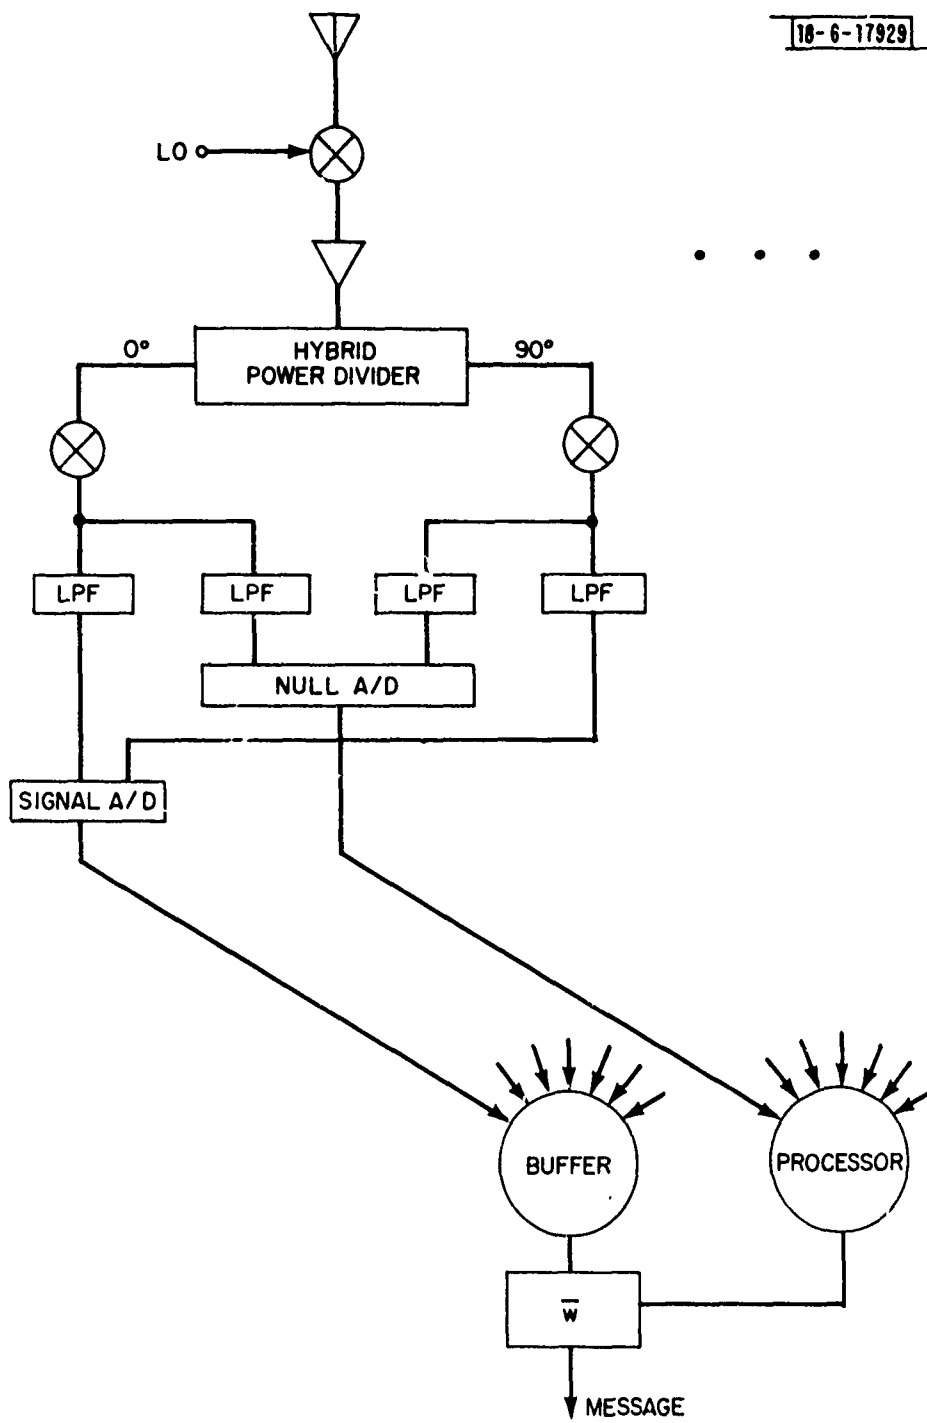 18-6-17929
LO
0°
HYBRID
POWER DIVIDER
90°
LPF
LPF
LPF
LPF
NULL A/D
SIGNAL A/D
BUFFER
PROCESSOR
w̄
MESSAGE